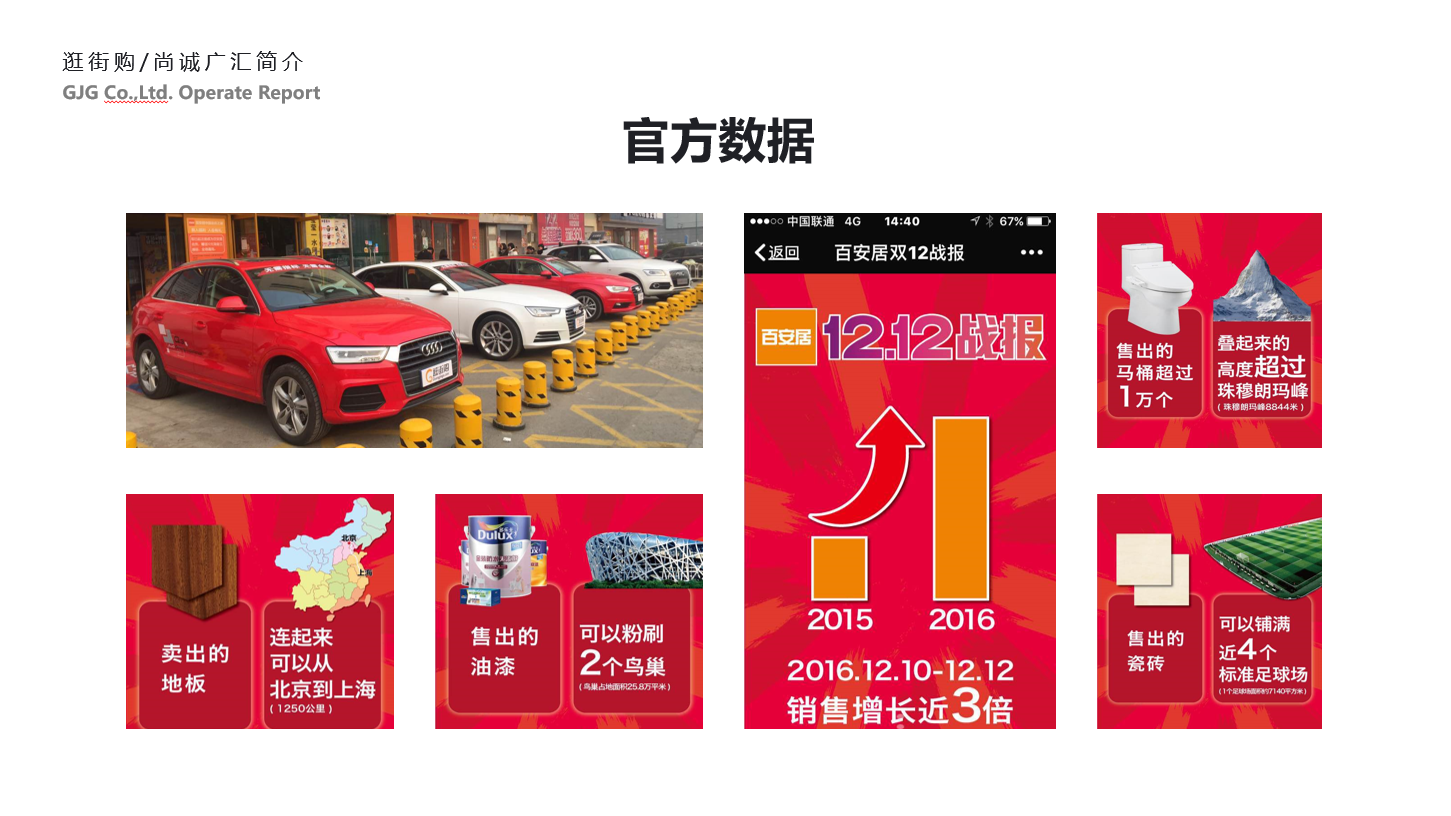 逛街购/尚诚广汇简介
GJG Co.,Ltd. Operate Report
官方数据
逛街购
中国联通 4G 14:40 67%
返回 百安居双12战报
百安居
12.12战报
2015 2016
2016.12.10-12.12
销售增长近3倍
售出的
马桶超过
1万个
叠起来的
高度超过
珠穆朗玛峰
( 珠穆朗玛峰8844米 )
北京
上海
卖出的
地板
连起来
可以从
北京到上海
( 1250公里 )
Dulux
售出的
油漆
可以粉刷
2个鸟巢
( 鸟巢占地面积25.8万平米 )
售出的
瓷砖
可以铺满
近4个
标准足球场
(1个足球场面积约7140平方米)